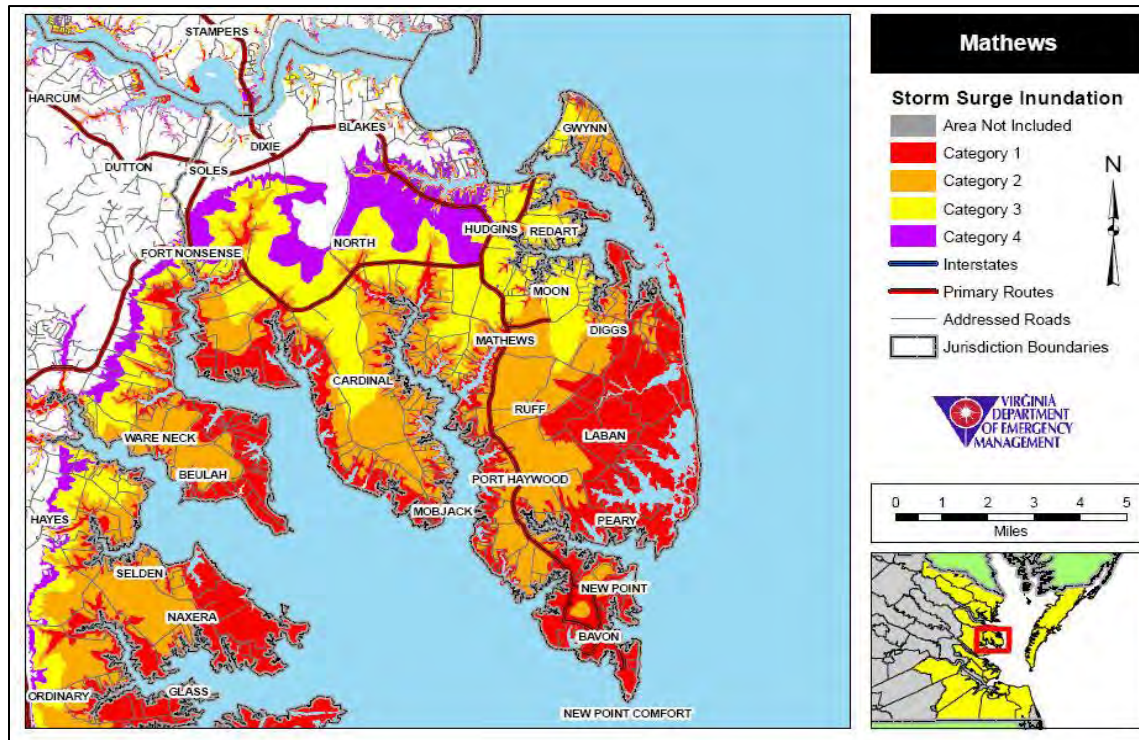 STAMPERS
HARCUM
BLAKES
GWYNN
DIXIE
DUTTON
SOLES
HUDGINS
REDART
NORTH
FORT NONSENSE
MOON
DIGGS
MATHEWS
CARDINAL
RUFF
LABAN
WARE NECK
BEULAH
PORT HAYWOOD
MOBJACK
PEARY
HAYES
SELDEN
NEW POINT
NAXERA
BAVON
ORDINARY
GLASS
NEW POINT COMFORT
Mathews
Storm Surge Inundation
Area Not Included
Category 1
Category 2
Category 3
Category 4
Interstates
Primary Routes
Addressed Roads
Jurisdiction Boundaries
N
VIRGINIA
DEPARTMENT
OF EMERGENCY
MANAGEMENT
0 1 2 3 4 5
Miles